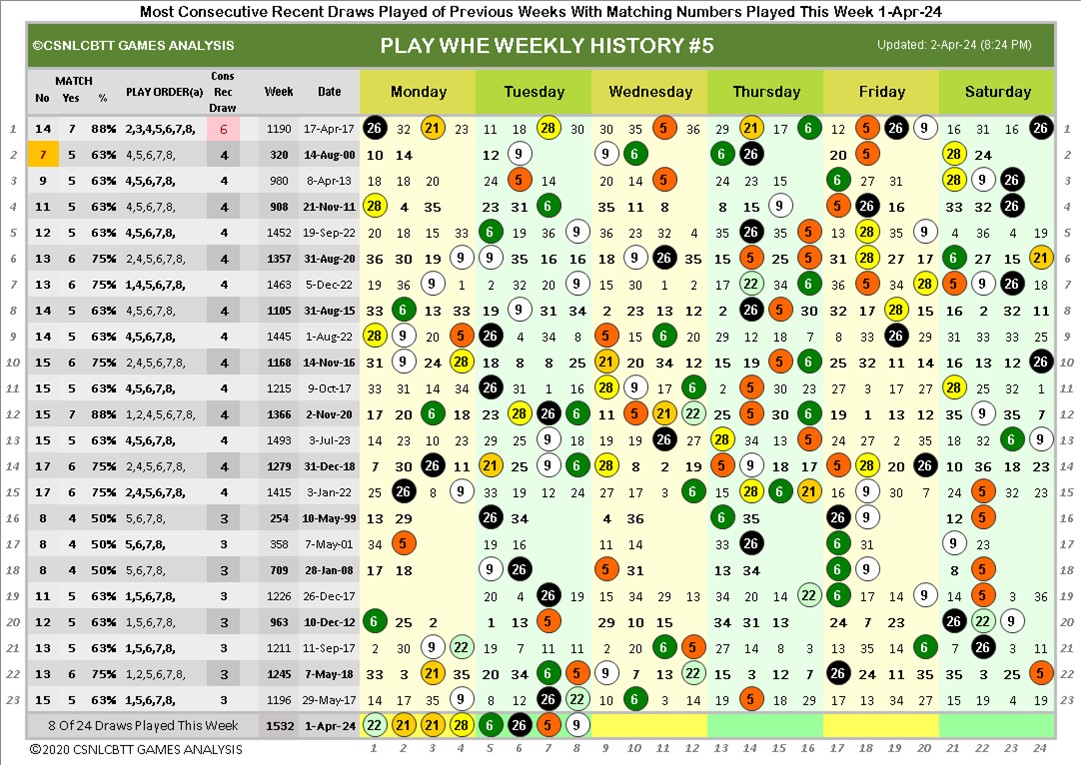 Most Consecutive Recent Draws Played of Previous Weeks With Matching Numbers Played This Week 1-Apr-24
©CSNLCBTT GAMES ANALYSIS PLAY WHE WEEKLY HISTORY #5 Updated: 2-Apr-24 (8:24 PM)
No MATCH Yes % PLAY ORDER(a) Cons Rec Draw Week Date Monday Tuesday Wednesday Thursday Friday Saturday
1 14 7 88% 2,3,4,5,6,7,8, 6 1190 17-Apr-17 26 32 21 23 11 18 28 30 30 35 5 36 29 21 17 6 12 5 26 9 16 31 16 26 1
2 7 5 63% 4,5,6,7,8, 4 320 14-Aug-00 10 14 12 9 9 6 6 26 20 5 28 24 2
3 9 5 63% 4,5,6,7,8, 4 980 8-Apr-13 18 18 20 24 5 14 20 14 5 24 23 15 6 27 31 28 9 26 3
4 11 5 63% 4,5,6,7,8, 4 908 21-Nov-11 28 4 35 23 31 6 35 11 8 8 15 9 5 26 16 33 32 26 4
5 12 5 63% 4,5,6,7,8, 4 1452 19-Sep-22 20 18 15 33 6 19 36 9 36 23 32 4 35 26 35 5 13 28 35 9 4 36 4 19 5
6 13 6 75% 2,4,5,6,7,8, 4 1357 31-Aug-20 36 30 19 9 9 35 16 16 18 9 26 35 15 5 25 5 31 28 27 17 6 27 15 21 6
7 13 6 75% 1,4,5,6,7,8, 4 1463 5-Dec-22 19 36 9 1 2 32 20 9 15 30 1 2 17 22 34 6 36 5 34 28 5 9 26 18 7
8 14 5 63% 4,5,6,7,8, 4 1105 31-Aug-15 33 6 13 33 19 9 31 34 2 23 13 12 2 26 5 30 32 17 28 15 16 2 32 11 8
9 14 5 63% 4,5,6,7,8, 4 1445 1-Aug-22 28 9 20 5 26 4 34 8 5 15 6 20 29 12 18 7 8 33 26 29 31 33 33 25 9
10 15 6 75% 2,4,5,6,7,8, 4 1168 14-Nov-16 31 9 24 28 18 8 8 25 21 20 34 12 15 19 5 6 25 32 11 14 16 13 12 26 10
11 15 5 63% 4,5,6,7,8, 4 1215 9-Oct-17 33 31 14 34 26 31 1 16 28 9 17 6 2 5 30 23 27 3 17 27 28 25 32 1 11
12 15 7 88% 1,2,4,5,6,7,8, 4 1366 2-Nov-20 17 20 6 18 23 28 26 6 11 5 21 22 25 5 30 6 19 1 13 12 35 9 35 7 12
13 15 5 63% 4,5,6,7,8, 4 1493 3-Jul-23 14 23 10 23 29 25 9 18 19 19 26 27 28 34 13 5 24 27 2 35 18 32 6 9 13
14 17 6 75% 2,4,5,6,7,8, 4 1279 31-Dec-18 7 30 26 11 21 25 9 6 28 8 2 19 5 9 18 17 5 28 20 26 10 36 18 23 14
15 17 6 75% 2,4,5,6,7,8, 4 1415 3-Jan-22 25 26 8 9 33 19 12 24 27 17 3 6 15 28 6 21 16 9 30 7 24 5 32 23 15
16 8 4 50% 5,6,7,8, 3 254 10-May-99 13 29 26 34 4 36 6 35 26 9 12 5 16
17 8 4 50% 5,6,7,8, 3 358 7-May-01 34 5 19 16 11 14 33 26 6 31 9 23 17
18 8 4 50% 5,6,7,8, 3 709 28-Jan-08 17 18 9 26 5 31 13 34 6 9 8 5 18
19 11 5 63% 1,5,6,7,8, 3 1226 26-Dec-17 20 4 26 19 15 34 29 13 34 20 14 22 6 19 14 9 14 5 3 36 19
20 12 5 63% 1,5,6,7,8, 3 963 10-Dec-12 6 25 2 1 13 5 29 10 15 34 31 13 24 7 23 26 22 9 20
21 13 5 63% 1,5,6,7,8, 3 1211 11-Sep-17 2 30 9 22 19 7 11 11 2 20 6 5 27 14 8 3 13 35 14 6 7 26 3 11 21
22 13 6 75% 1,2,5,6,7,8, 3 1245 7-May-18 33 3 21 35 20 34 6 5 9 7 13 22 15 3 12 7 26 24 11 34 3 22 25 5 22
23 15 5 63% 1,5,6,7,8, 3 1196 29-May-17 14 17 35 9 8 12 26 22 10 6 3 14 19 5 18 29 13 4 27 35 15 3 19 4 23
8 Of 24 Draws Played This Week 1532 1-Apr-24 22 21 21 28 6 26 5 9
©2020 CSNLCBTT GAMES ANALYSIS 1 2 3 4 5 6 7 8 9 10 11 12 13 14 15 16 17 18 19 20 21 22 23 24